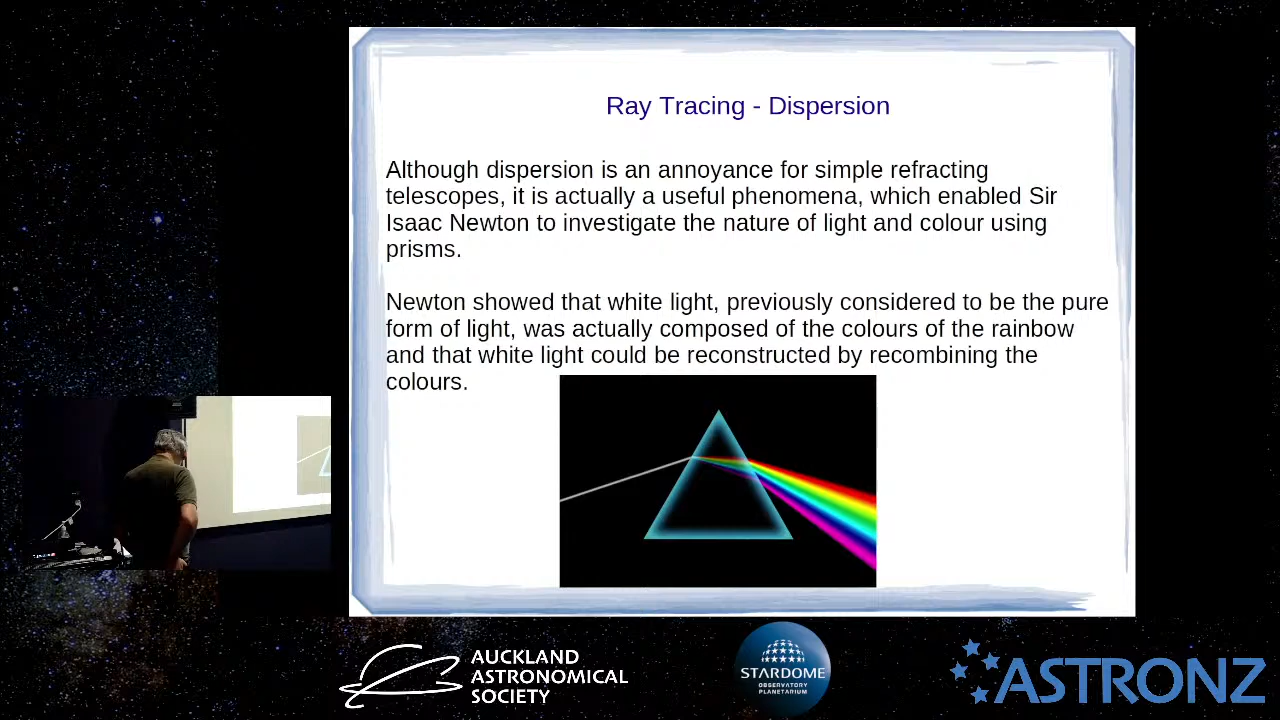 Ray Tracing - Dispersion
Although dispersion is an annoyance for simple refracting
telescopes, it is actually a useful phenomena, which enabled Sir
Isaac Newton to investigate the nature of light and colour using
prisms.
Newton showed that white light, previously considered to be the pure
form of light, was actually composed of the colours of the rainbow
and that white light could be reconstructed by recombining the
colours.
AUCKLAND
ASTRONOMICAL
SOCIETY
STARDOME
OBSERVATORY
PLANETARIUM
ASTRONZ